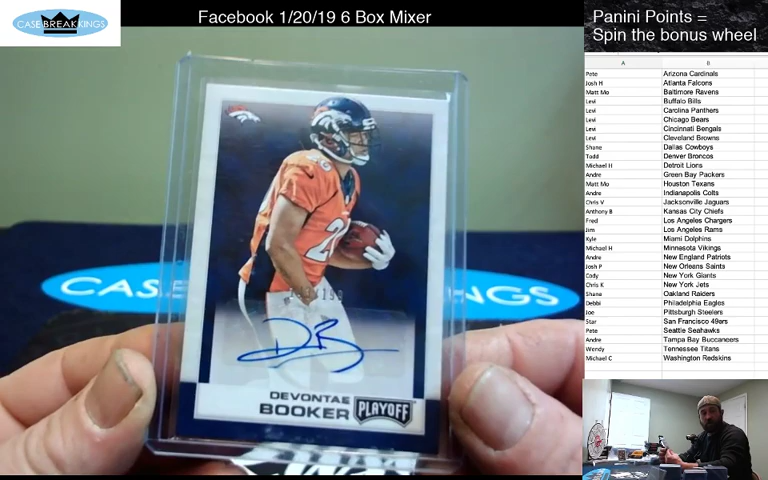 Facebook 1/20/19 6 Box Mixer
Panini Points =
Spin the bonus wheel
CASE BREAK KINGS
A B
Pete Arizona Cardinals
Josh H Atlanta Falcons
Matt Mo Baltimore Ravens
Levi Buffalo Bills
Levi Carolina Panthers
Levi Chicago Bears
Levi Cincinnati Bengals
Levi Cleveland Browns
Shane Dallas Cowboys
Todd Denver Broncos
Michael H Detroit Lions
Andre Green Bay Packers
Matt Mo Houston Texans
Andre Indianapolis Colts
Chris V Jacksonville Jaguars
Anthony B Kansas City Chiefs
Fred Los Angeles Chargers
Jim Los Angeles Rams
Kyle Miami Dolphins
Michael H Minnesota Vikings
Andre New England Patriots
Josh P New Orleans Saints
Cody New York Giants
Chris K New York Jets
Shane Oakland Raiders
Debbi Philadelphia Eagles
Joe Pittsburgh Steelers
Star San Francisco 49ers
Pete Seattle Seahawks
Andre Tampa Bay Buccaneers
Wendy Tennessee Titans
Michael C Washington Redskins
CASE NGS
DEVONTAE
BOOKER PLAYOFF